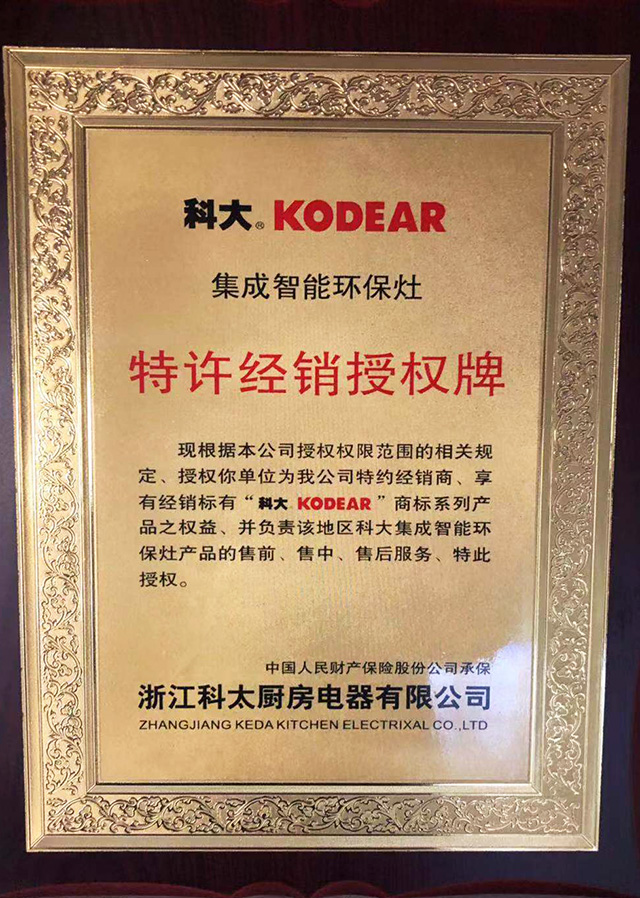 科大® KODEAR
集成智能环保灶
特许经销授权牌
现根据本公司授权权限范围的相关规
定、授权你单位为我公司特约经销商、享
有经销标有“科大 KODEAR”商标系列产
品之权益、并负责该地区科大集成智能环
保灶产品的售前、售中、售后服务、特此
授权。
中国人民财产保险股份公司承保
浙江科太厨房电器有限公司
ZHANGJIANG KEDA KITCHEN ELECTRIXAL CO.,LTD